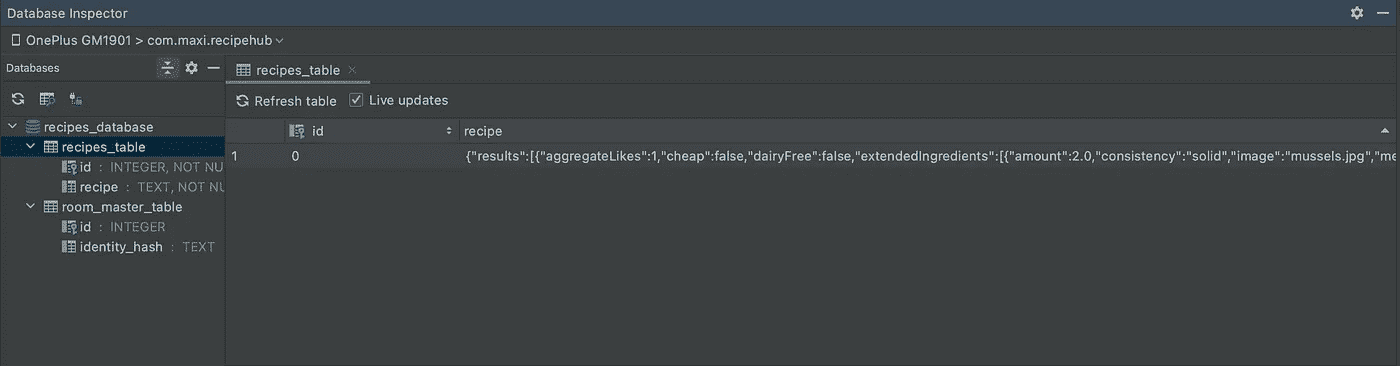 Database Inspector
OnePlus GM1901 > com.maxi.recipehub
Databases
recipes_table
Refresh table
Live updates
recipes_database
id
recipe
recipes_table
1
0
{"results":[{"aggregateLikes":1,"cheap":false,"dairyFree":false,"extendedIngredients":[{"amount":2.0,"consistency":"solid","image":"mussels.jpg","me
id : INTEGER, NOT NU
recipe : TEXT, NOT NU
room_master_table
id : INTEGER
identity_hash : TEXT